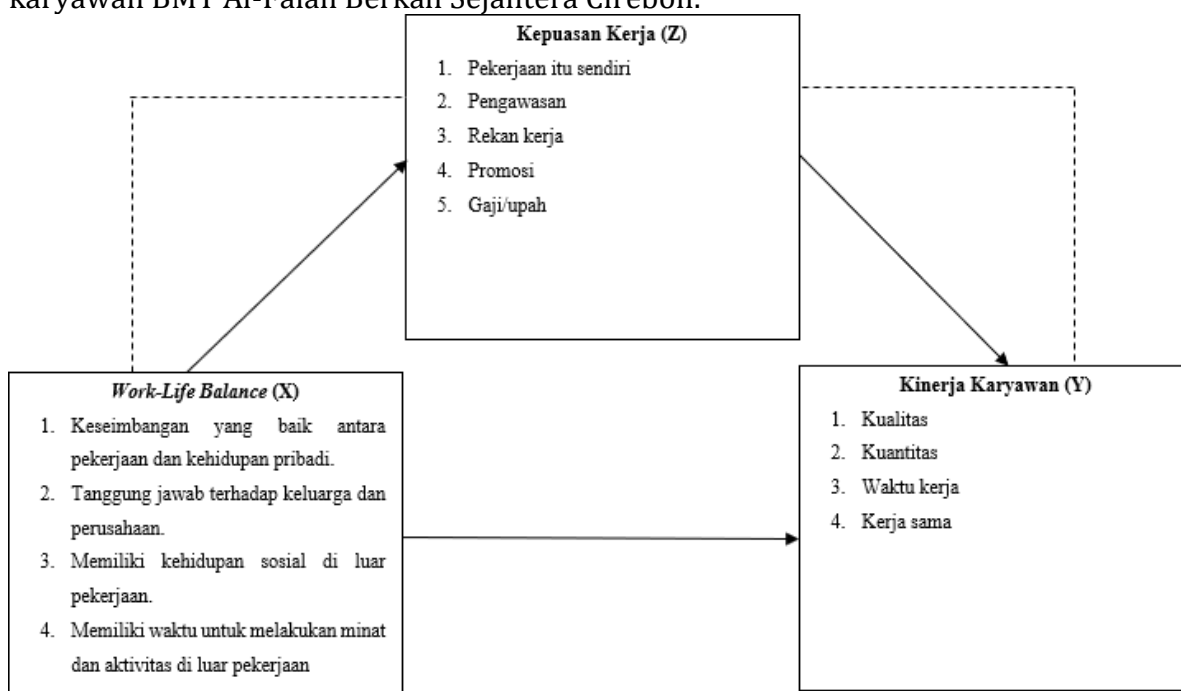 karyawan BMT Al-Falah Berkah Sejahtera Cirebon.
Kepuasan Kerja (Z)
1. Pekerjaan itu sendiri
2. Pengawasan
3. Rekan kerja
4. Promosi
5. Gaji/upah
Work-Life Balance (X)
1. Keseimbangan yang baik antara
pekerjaan dan kehidupan pribadi.
2. Tanggung jawab terhadap keluarga dan
perusahaan.
3. Memiliki kehidupan sosial di luar
pekerjaan.
4. Memiliki waktu untuk melakukan minat
dan aktivitas di luar pekerjaan
Kinerja Karyawan (Y)
1. Kualitas
2. Kuantitas
3. Waktu kerja
4. Kerja sama